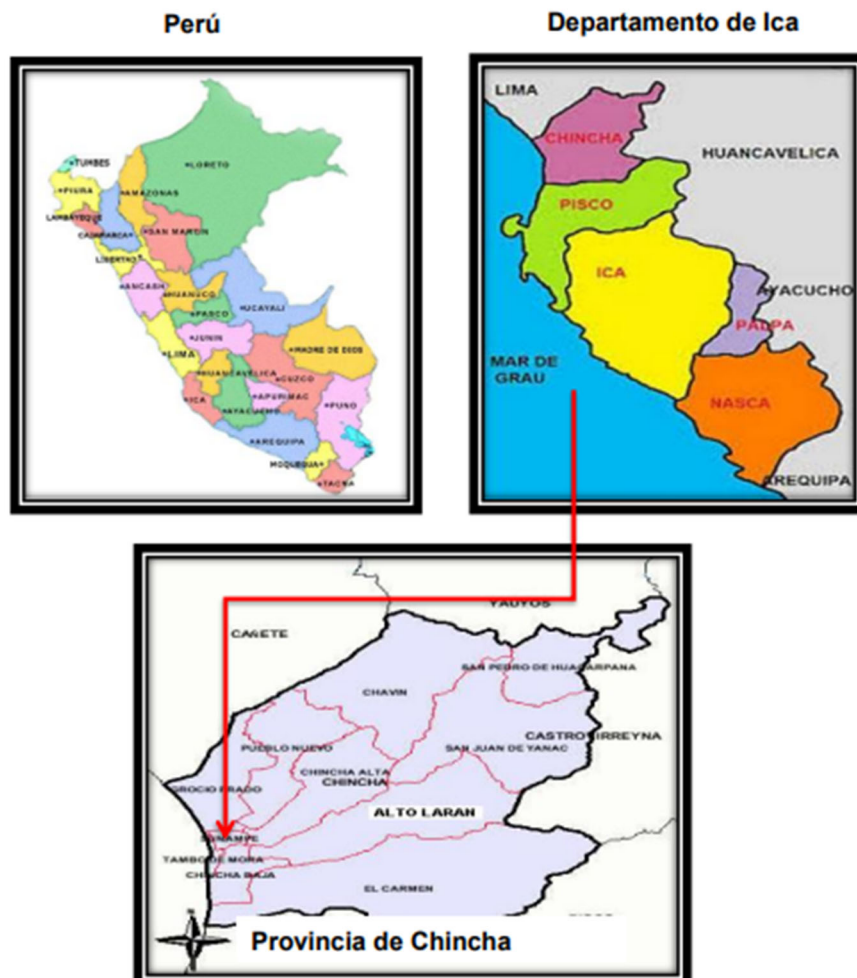 Perú
Departamento de Ica
TUMBES
PIURA
LORETO
AMAZONAS
LAMBAYEQUE
CAJAMARCA
SAN MARTIN
LIBERTAD
ANCASH
HUANUCO
UCAYALI
PASCO
JUNIN
LIMA
MADRE DE DIOS
HUANCAVELICA
CUZCO
ICA
APURIMAC
AYACUCHO
PUNO
AREQUIPA
MOQUEGUA
TACNA
LIMA
CHINCHA
HUANCAVELICA
PISCO
ICA
AYACUCHO
PALPA
MAR DE
GRAU
NASCA
AREQUIPA
YAUYOS
CAñETE
SAN PEDRO DE HUACARPANA
CHAVIN
CASTROVIRREYNA
PUEBLO NUEVO
SAN JUAN DE YANAC
CHINCHA ALTA
CHINCHA
GROCIO PRADO
ALTO LARAN
SUNAMPE
TAMBO DE MORA
CHINCHA BAJA
EL CARMEN
N
Provincia de Chincha